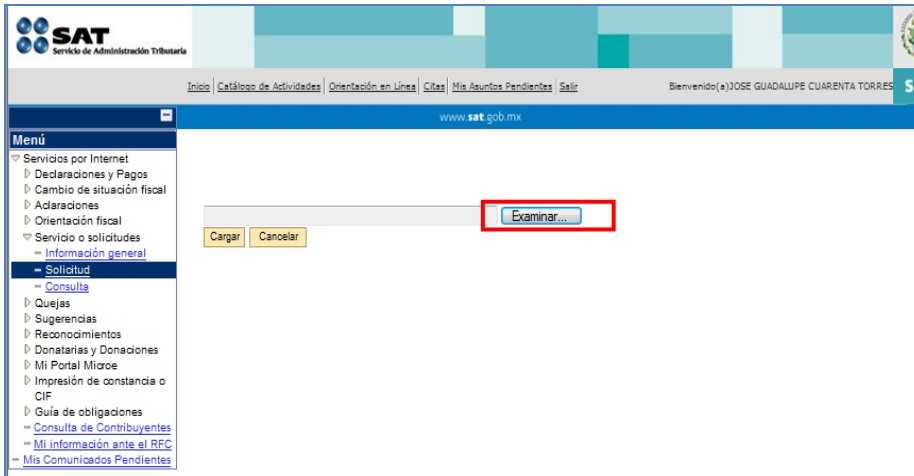 SAT
Servicio de Administración Tributaria
Inicio | Catálogo de Actividades | Orientación en Línea | Citas | Mis Asuntos Pendientes | Salir
Bienvenido(a)JOSE GUADALUPE CUARENTA TORRES
S
www.sat.gob.mx
Menú
Servicios por Internet
Declaraciones y Pagos
Cambio de situación fiscal
Aclaraciones
Orientación fiscal
Servicio o solicitudes
Información general
Solicitud
Consulta
Quejas
Sugerencias
Reconocimientos
Donatarias y Donaciones
Mi Portal Microe
Impresión de constancia o
CIF
Guía de obligaciones
Consulta de Contribuyentes
Mi información ante el RFC
Mis Comunicados Pendientes
Examinar...
Cargar Cancelar